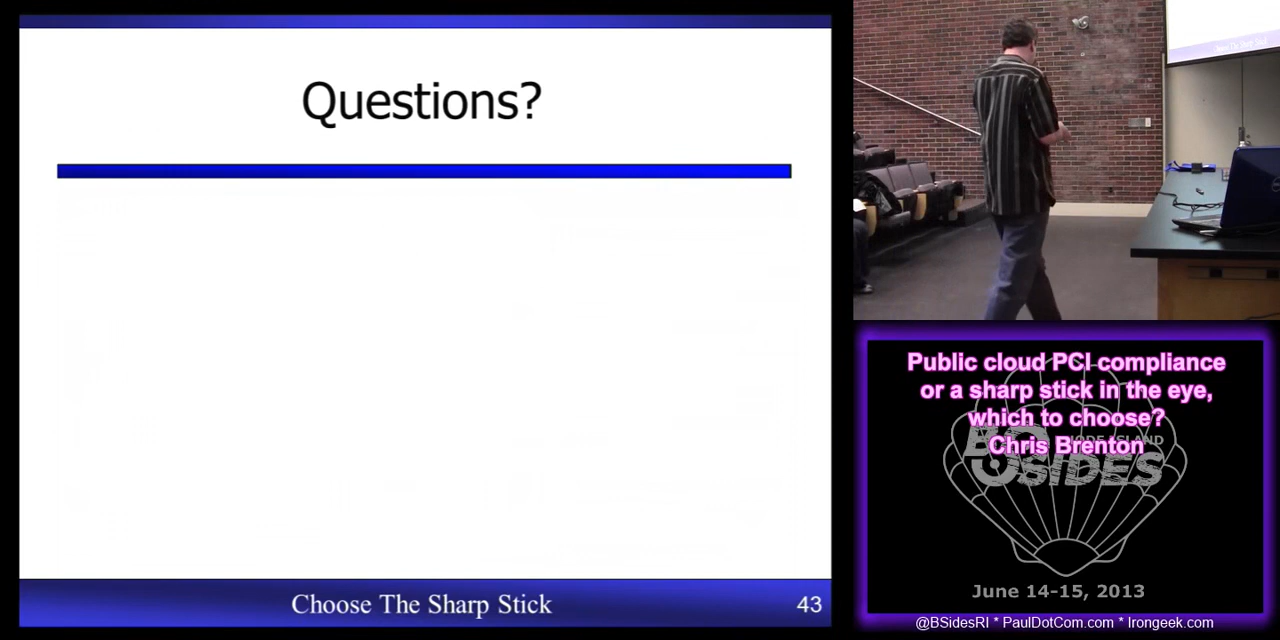 Questions?
Choose The Sharp Stick
43
Public cloud PCI compliance
or a sharp stick in the eye,
which to choose?
Chris Brenton
BSIDES
June 14-15, 2013
@BSidesRI * PaulDotCom.com * Irongeek.com